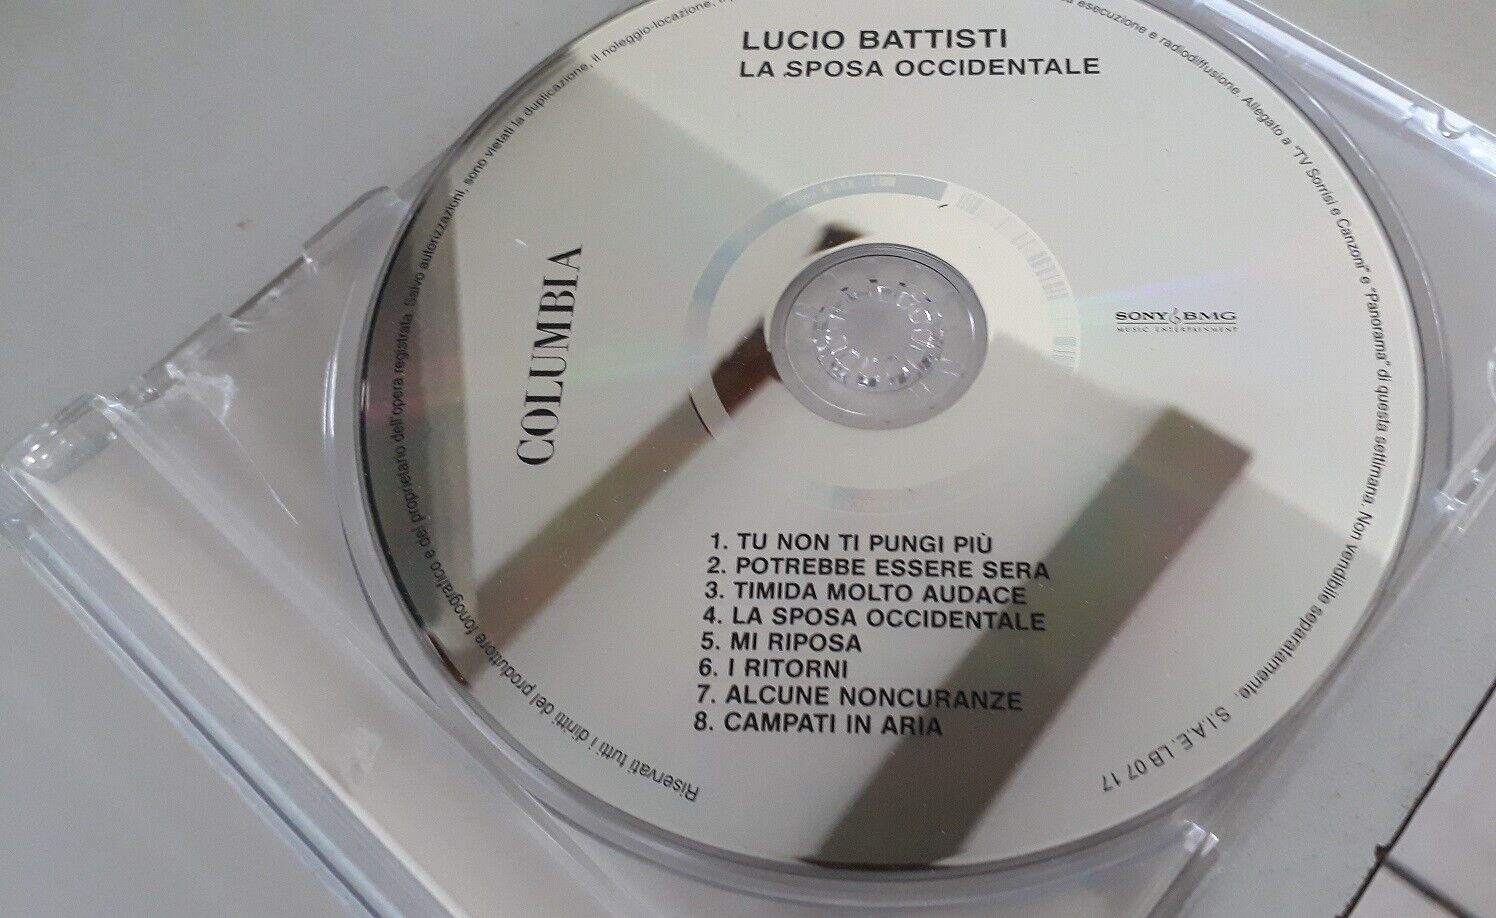 LUCIO BATTISTI
LA SPOSA OCCIDENTALE
COLUMBIA
SONY BMG
MUSIC ENTERTAINMENT
1. TU NON TI PUNGI PIÙ
2. POTREBBE ESSERE SERA
3. TIMIDA MOLTO AUDACE
4. LA SPOSA OCCIDENTALE
5. MI RIPOSA
6. I RITORNI
7. ALCUNE NONCURANZE
8. CAMPATI IN ARIA
Riservati tutti i diritti del produttore fonografico e del proprietario dell'opera registrata. Salvo autorizzazioni, sono vietati la duplicazione, il noleggio-locazione, esecuzione e radiodiffusione. Allegato a "TV Sorrisi e Canzoni" e "Panorama" di questa settimana. Non vendibile separatamente. S.I.A.E. LB 07 17